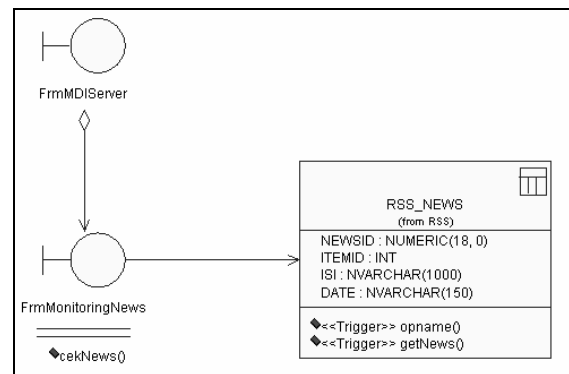 FrmMDIServer
RSS_NEWS
(from RSS)
NEWSID : NUMERIC(18, 0)
ITEMID : INT
ISI : NVARCHAR(1000)
DATE : NVARCHAR(150)
FrmMonitoringNews
cekNews()
<<Trigger>> opname()
<<Trigger>> getNews()